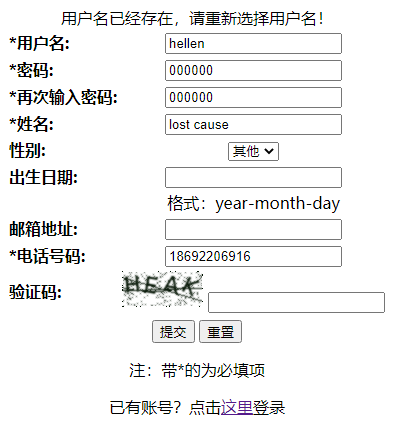 用户名已经存在，请重新选择用户名！
*用户名: hellen
*密码: 000000
*再次输入密码: 000000
*姓名: lost cause
性别: 其他
出生日期:
格式：year-month-day
邮箱地址:
*电话号码: 18692206916
验证码: HEAK
提交 重置
注：带*的为必填项
已有账号？点击这里登录